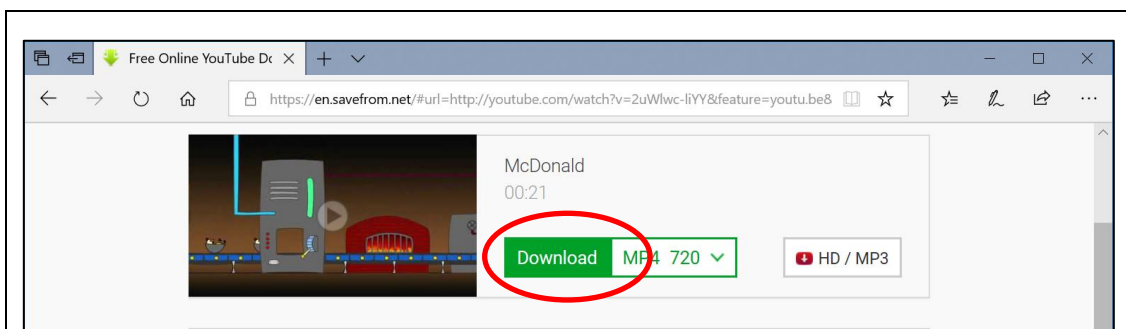 Free Online YouTube Do
https://en.savefrom.net/#url=http://youtube.com/watch?v=2uWlwc-liYY&feature=youtu.be&
McDonald
00:21
Download MP4 720
HD / MP3